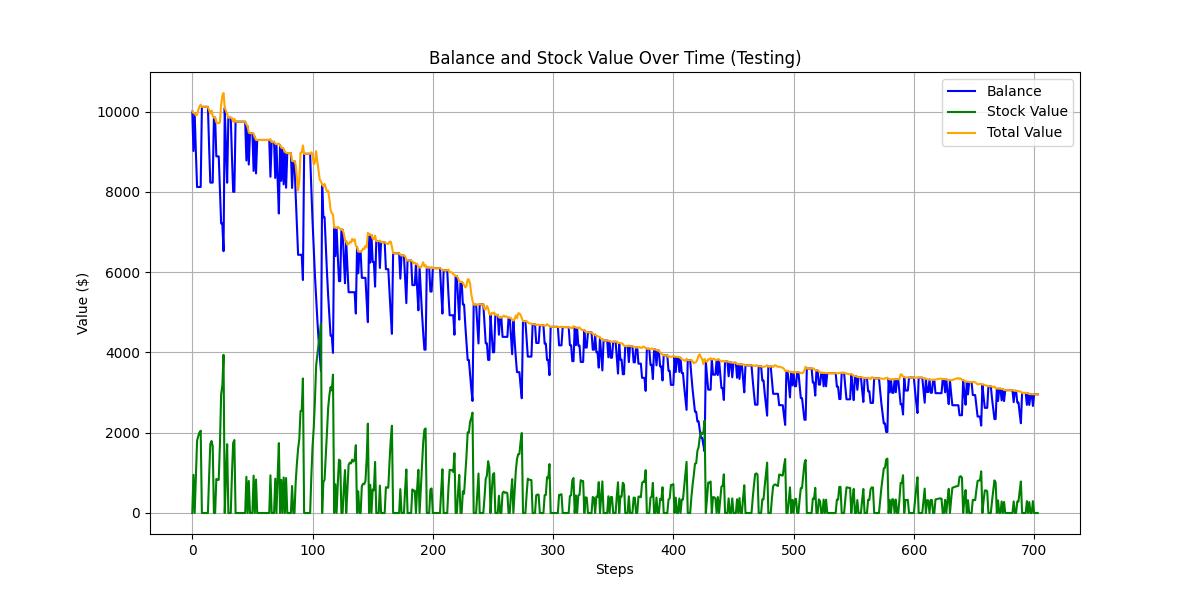 Balance and Stock Value Over Time (Testing)
Balance
Stock Value
Total Value
Value ($)
10000
8000
6000
4000
2000
0
0 100 200 300 400 500 600 700
Steps